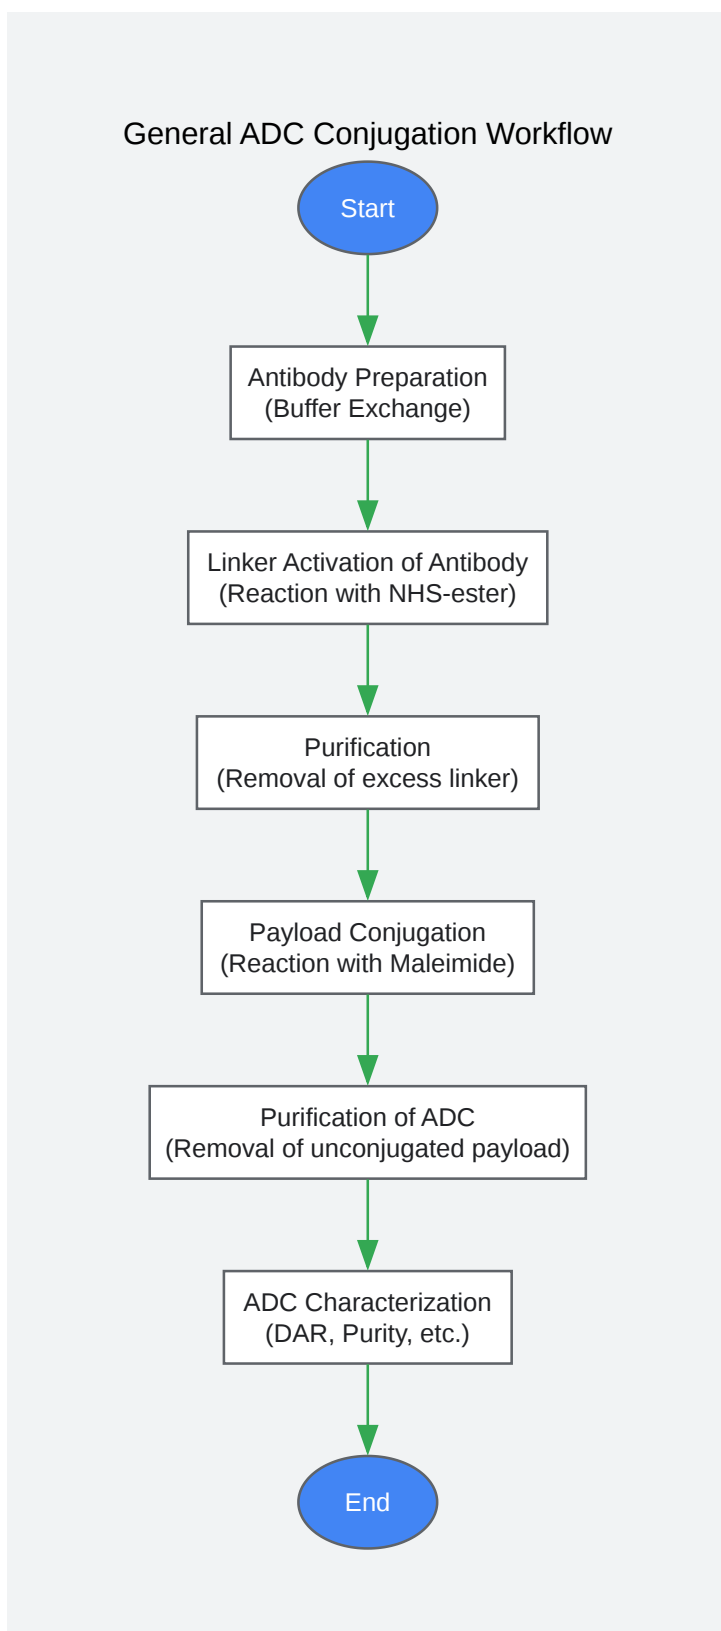 General ADC Conjugation Workflow
Start
Antibody Preparation
(Buffer Exchange)
Linker Activation of Antibody
(Reaction with NHS-ester)
Purification
(Removal of excess linker)
Payload Conjugation
(Reaction with Maleimide)
Purification of ADC
(Removal of unconjugated payload)
ADC Characterization
(DAR, Purity, etc.)
End